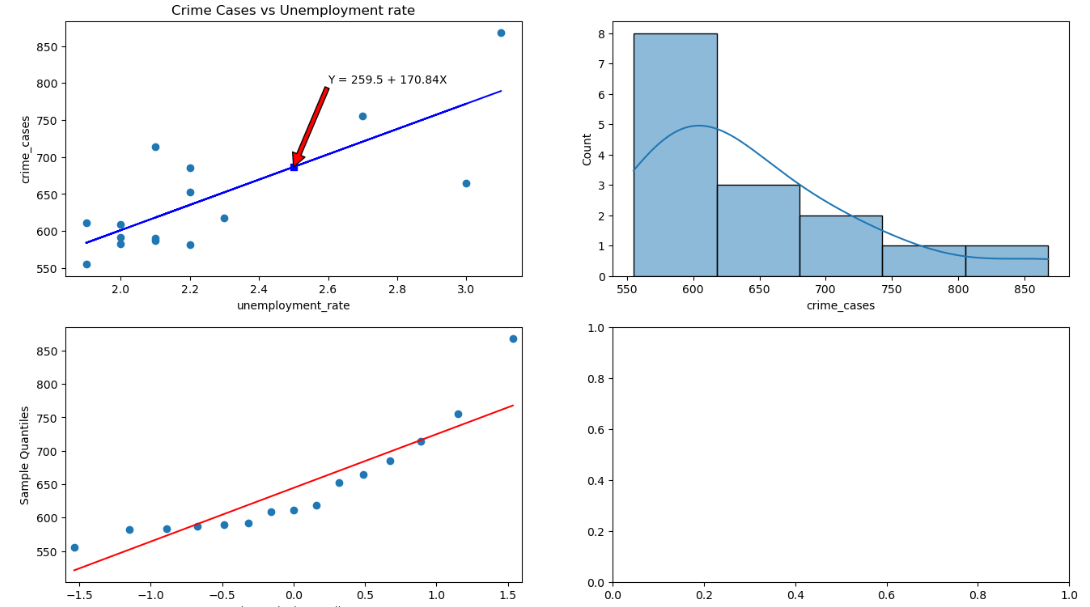 Crime Cases vs Unemployment rate
850
800
750
700
650
600
550
crime_cases
Y = 259.5 + 170.84X
2.0 2.2 2.4 2.6 2.8 3.0
unemployment_rate
8
7
6
5
4
3
2
1
0
Count
550 600 650 700 750 800 850
crime_cases
850
800
750
700
650
600
550
Sample Quantiles
−1.5 −1.0 −0.5 0.0 0.5 1.0 1.5
1.0
0.8
0.6
0.4
0.2
0.0
0.0 0.2 0.4 0.6 0.8 1.0